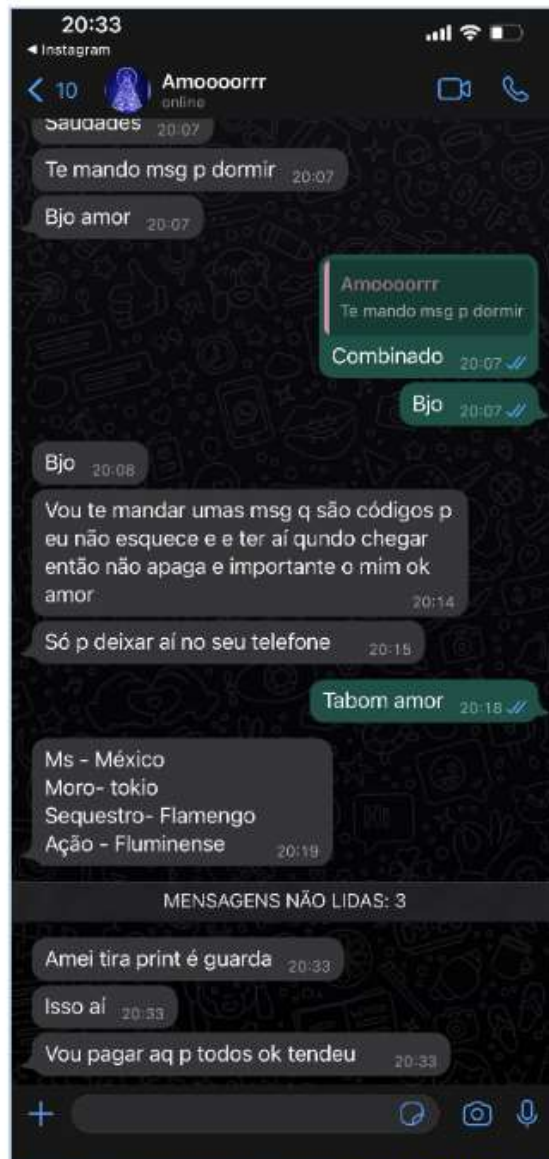 20:33
Instagram
10
Amoooorrr
online
Saudades 20:07
Te mando msg p dormir 20:07
Bjo amor 20:07
Amoooorrr
Te mando msg p dormir
Combinado 20:07
Bjo 20:07
Bjo 20:08
Vou te mandar umas msg q são códigos p
eu não esquece e e ter aí qundo chegar
então não apaga e importante o mim ok
amor 20:14
Só p deixar aí no seu telefone 20:15
Tabom amor 20:18
Ms - México
Moro- tokio
Sequestro- Flamengo
Ação - Fluminense 20:19
MENSAGENS NÃO LIDAS: 3
Amei tira print é guarda 20:33
Isso aí 20:33
Vou pagar aq p todos ok tendeu 20:33